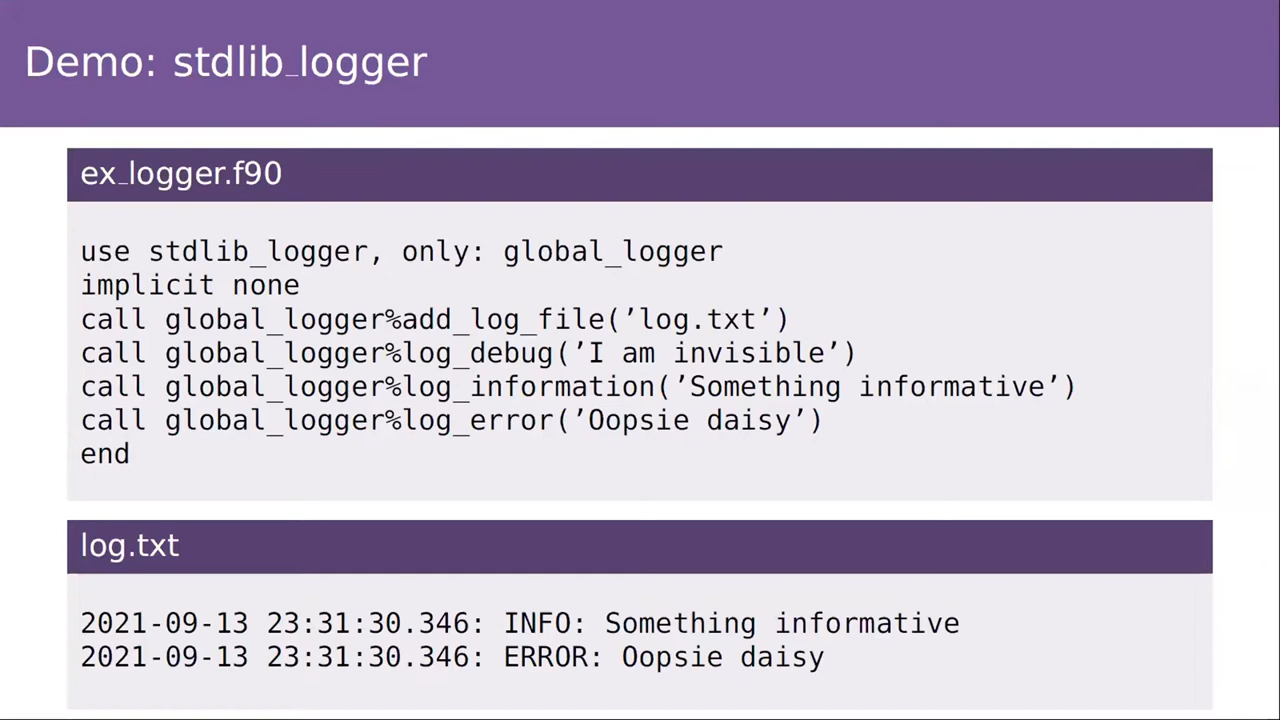 Demo: stdlib_logger
ex_logger.f90
use stdlib_logger, only: global_logger
implicit none
call global_logger%add_log_file(’log.txt’)
call global_logger%log_debug(’I am invisible’)
call global_logger%log_information(’Something informative’)
call global_logger%log_error(’Oopsie daisy’)
end
log.txt
2021-09-13 23:31:30.346: INFO: Something informative
2021-09-13 23:31:30.346: ERROR: Oopsie daisy